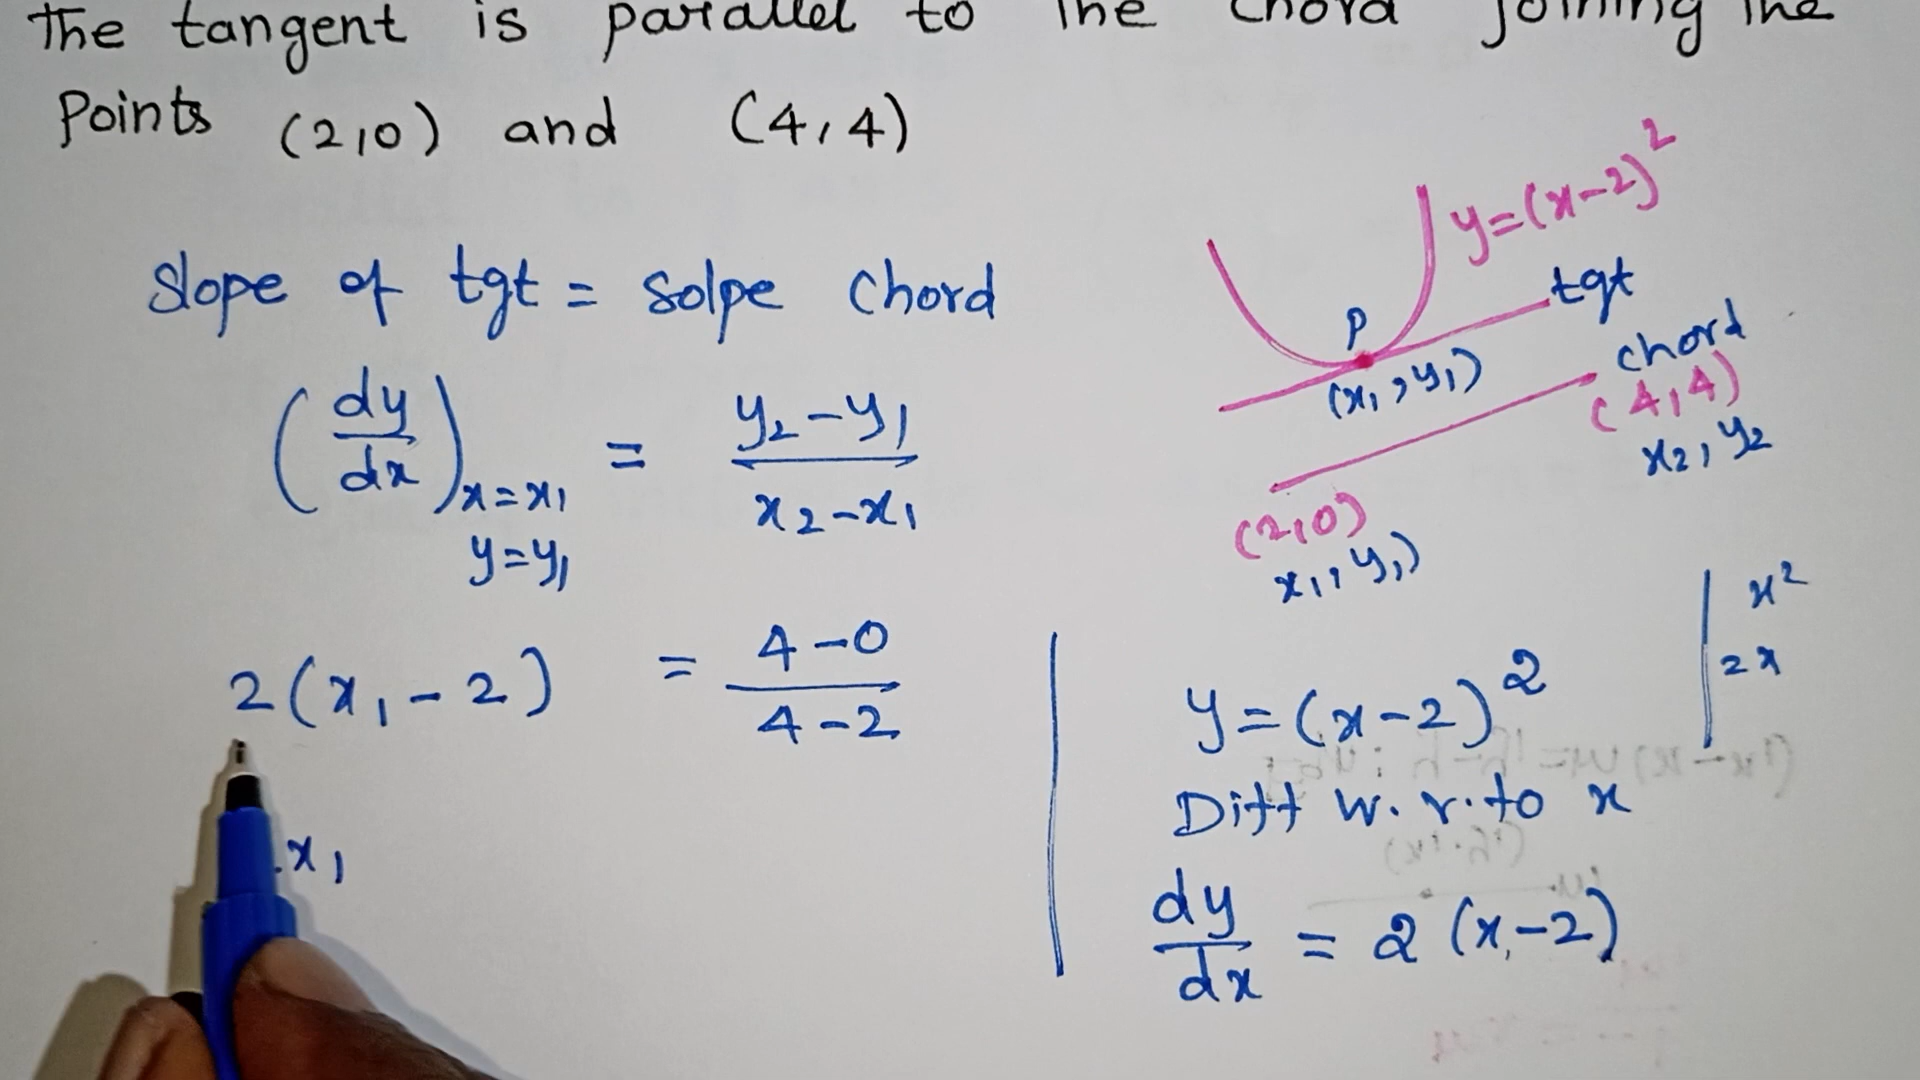 The tangent is parallel to the chord joining the
Points (2,0) and (4,4)
Slope of tgt = solpe chord
(dy/dx) x=x₁ y=y₁ = (y₂-y₁)/(x₂-x₁)
2(x₁-2) = (4-0)/(4-2)
x₁
y=(x-2)²
tgt
P
(x₁,y₁)
chord
(4,4)
x₂,y₂
(2,0)
x₁,y₁)
x²
2x
y=(x-2)²
Diff w.r.to x
dy/dx = 2(x-2)